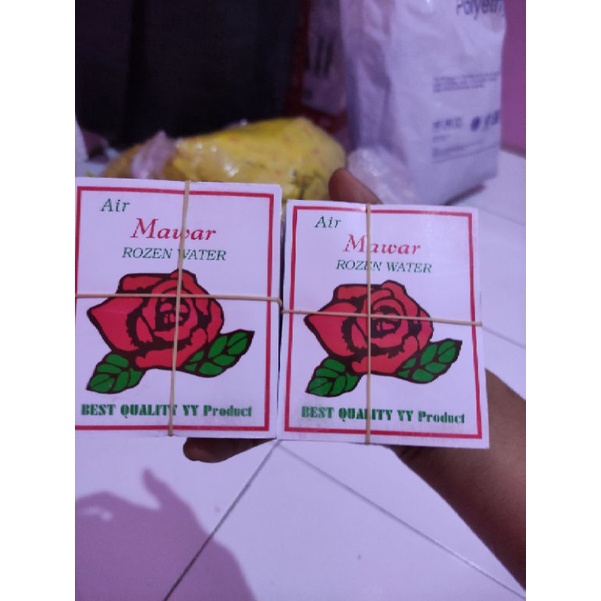 Air
Mawar
ROZEN WATER
BEST QUALITY YY Product
Air
Mawar
ROZEN WATER
BEST QUALITY YY Product